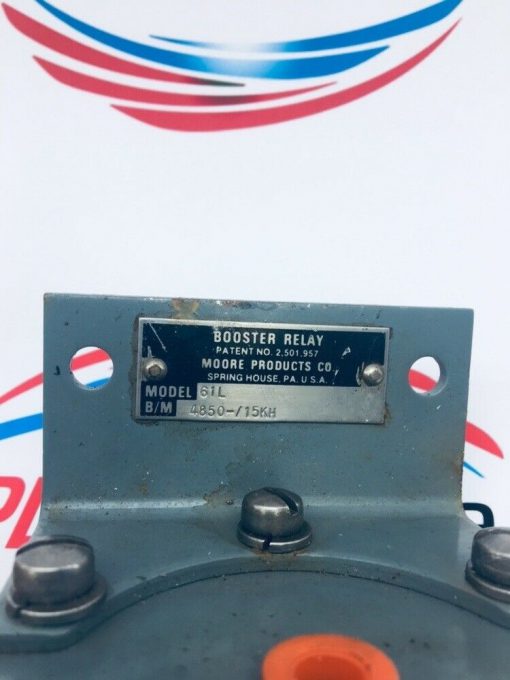 BOOSTER RELAY
PATENT NO. 2,501,957
MOORE PRODUCTS CO.
SPRING HOUSE, PA. U.S.A.
MODEL 61L
B/M 4850-/15KH